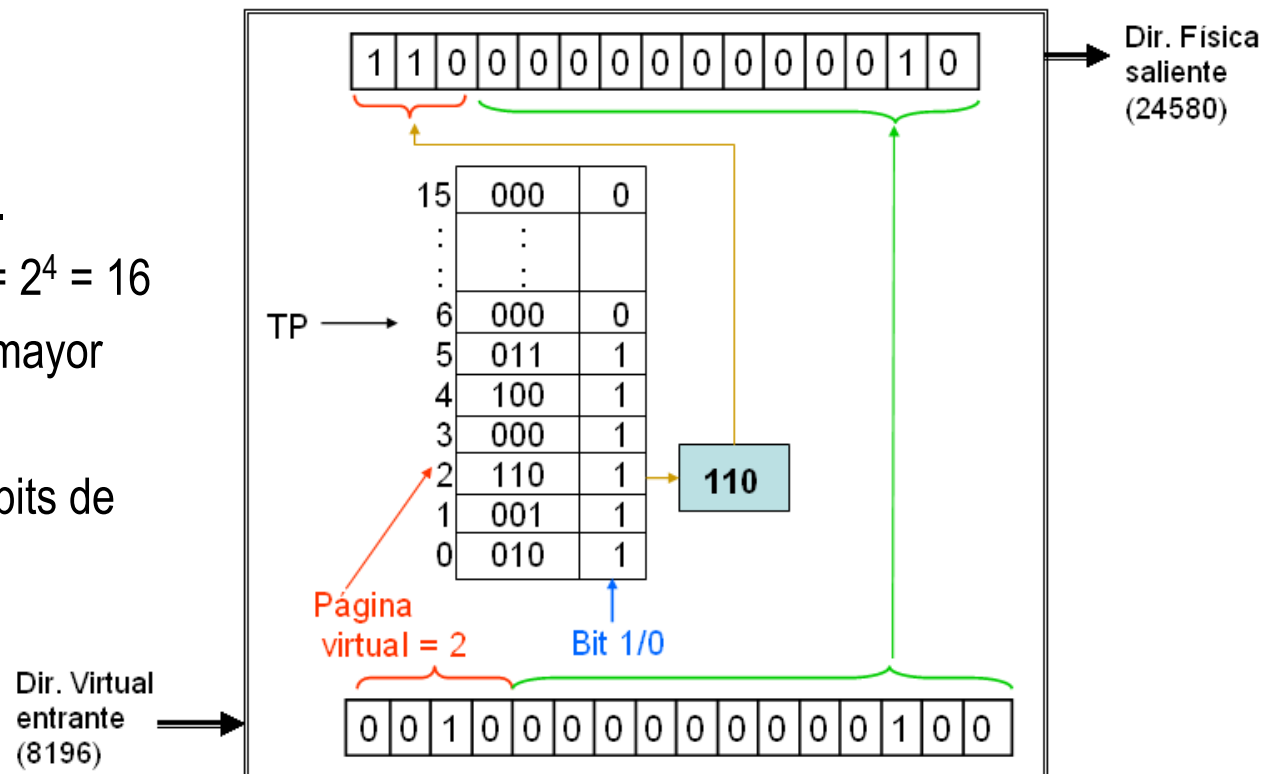 1 1 0 0 0 0 0 0 0 0 0 0 0 1 0
Dir. Física
saliente
(24580)
.
= 2⁴ = 16
mayor
bits de
15 000 0
: :
: :
6 000 0
5 011 1
4 100 1
3 000 1
2 110 1
1 001 1
0 010 1
TP
110
Página
virtual = 2
Bit 1/0
Dir. Virtual
entrante
(8196)
0 0 1 0 0 0 0 0 0 0 0 0 0 1 0 0